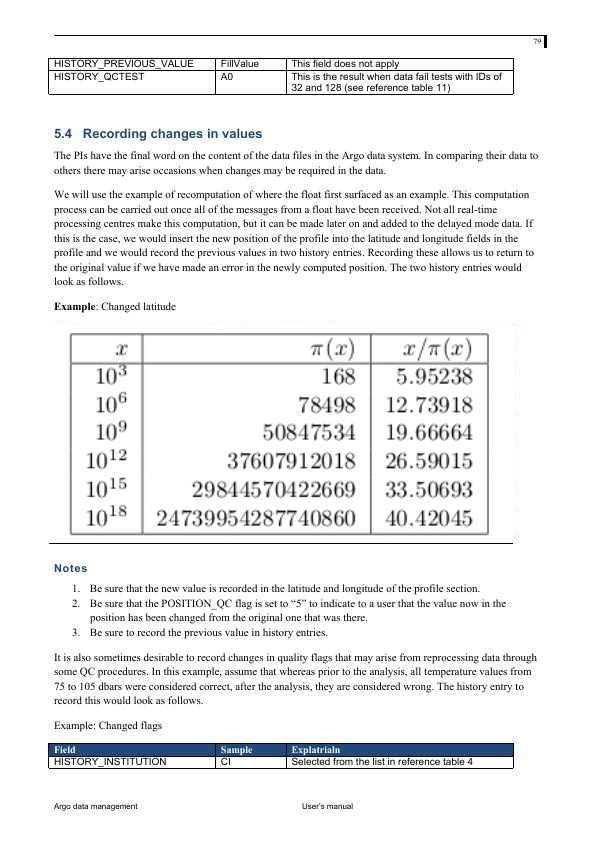 79
HISTORY_PREVIOUS_VALUE FillValue This field does not apply
HISTORY_QCTEST A0 This is the result when data fail tests with IDs of
32 and 128 (see reference table 11)
5.4 Recording changes in values
The PIs have the final word on the content of the data files in the Argo data system. In comparing their data to
others there may arise occasions when changes may be required in the data.
We will use the example of recomputation of where the float first surfaced as an example. This computation
process can be carried out once all of the messages from a float have been received. Not all real-time
processing centres make this computation, but it can be made later on and added to the delayed mode data. If
this is the case, we would insert the new position of the profile into the latitude and longitude fields in the
profile and we would record the previous values in two history entries. Recording these allows us to return to
the original value if we have made an error in the newly computed position. The two history entries would
look as follows.
Example: Changed latitude
x π(x) x/π(x)
10³ 168 5.95238
10⁶ 78498 12.73918
10⁹ 50847534 19.66664
10¹² 37607912018 26.59015
10¹⁵ 29844570422669 33.50693
10¹⁸ 24739954287740860 40.42045
Notes
1. Be sure that the new value is recorded in the latitude and longitude of the profile section.
2. Be sure that the POSITION_QC flag is set to “5” to indicate to a user that the value now in the
position has been changed from the original one that was there.
3. Be sure to record the previous value in history entries.
It is also sometimes desirable to record changes in quality flags that may arise from reprocessing data through
some QC procedures. In this example, assume that whereas prior to the analysis, all temperature values from
75 to 105 dbars were considered correct, after the analysis, they are considered wrong. The history entry to
record this would look as follows.
Example: Changed flags
Field Sample Explatrialn
HISTORY_INSTITUTION CI Selected from the list in reference table 4
Argo data management User’s manual